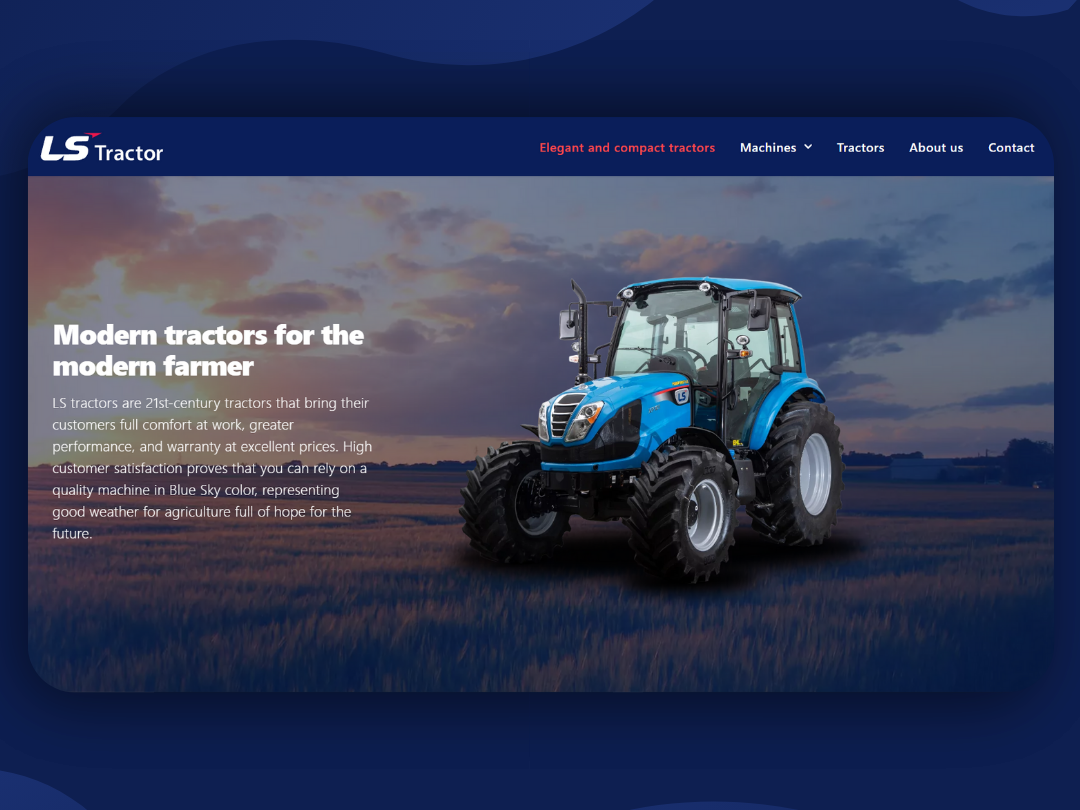 LS Tractor
Elegant and compact tractors
Machines
Tractors
About us
Contact
Modern tractors for the
modern farmer
LS tractors are 21st-century tractors that bring their
customers full comfort at work, greater
performance, and warranty at excellent prices. High
customer satisfaction proves that you can rely on a
quality machine in Blue Sky color, representing
good weather for agriculture full of hope for the
future.
LS